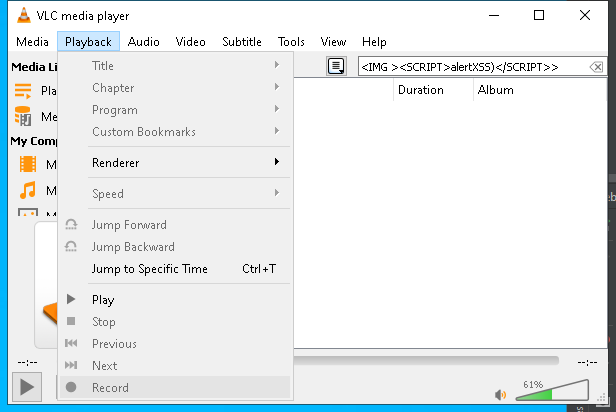 VLC media player
Media Playback Audio Video Subtitle Tools View Help
Media Li
Pla
Me
My Comp
M
M
M
<IMG ><SCRIPT>alertXSS)</SCRIPT>>
Duration Album
Title
Chapter
Program
Custom Bookmarks
Renderer
Speed
Jump Forward
Jump Backward
Jump to Specific Time Ctrl+T
Play
Stop
Previous
Next
Record
--:-- --:--
61%